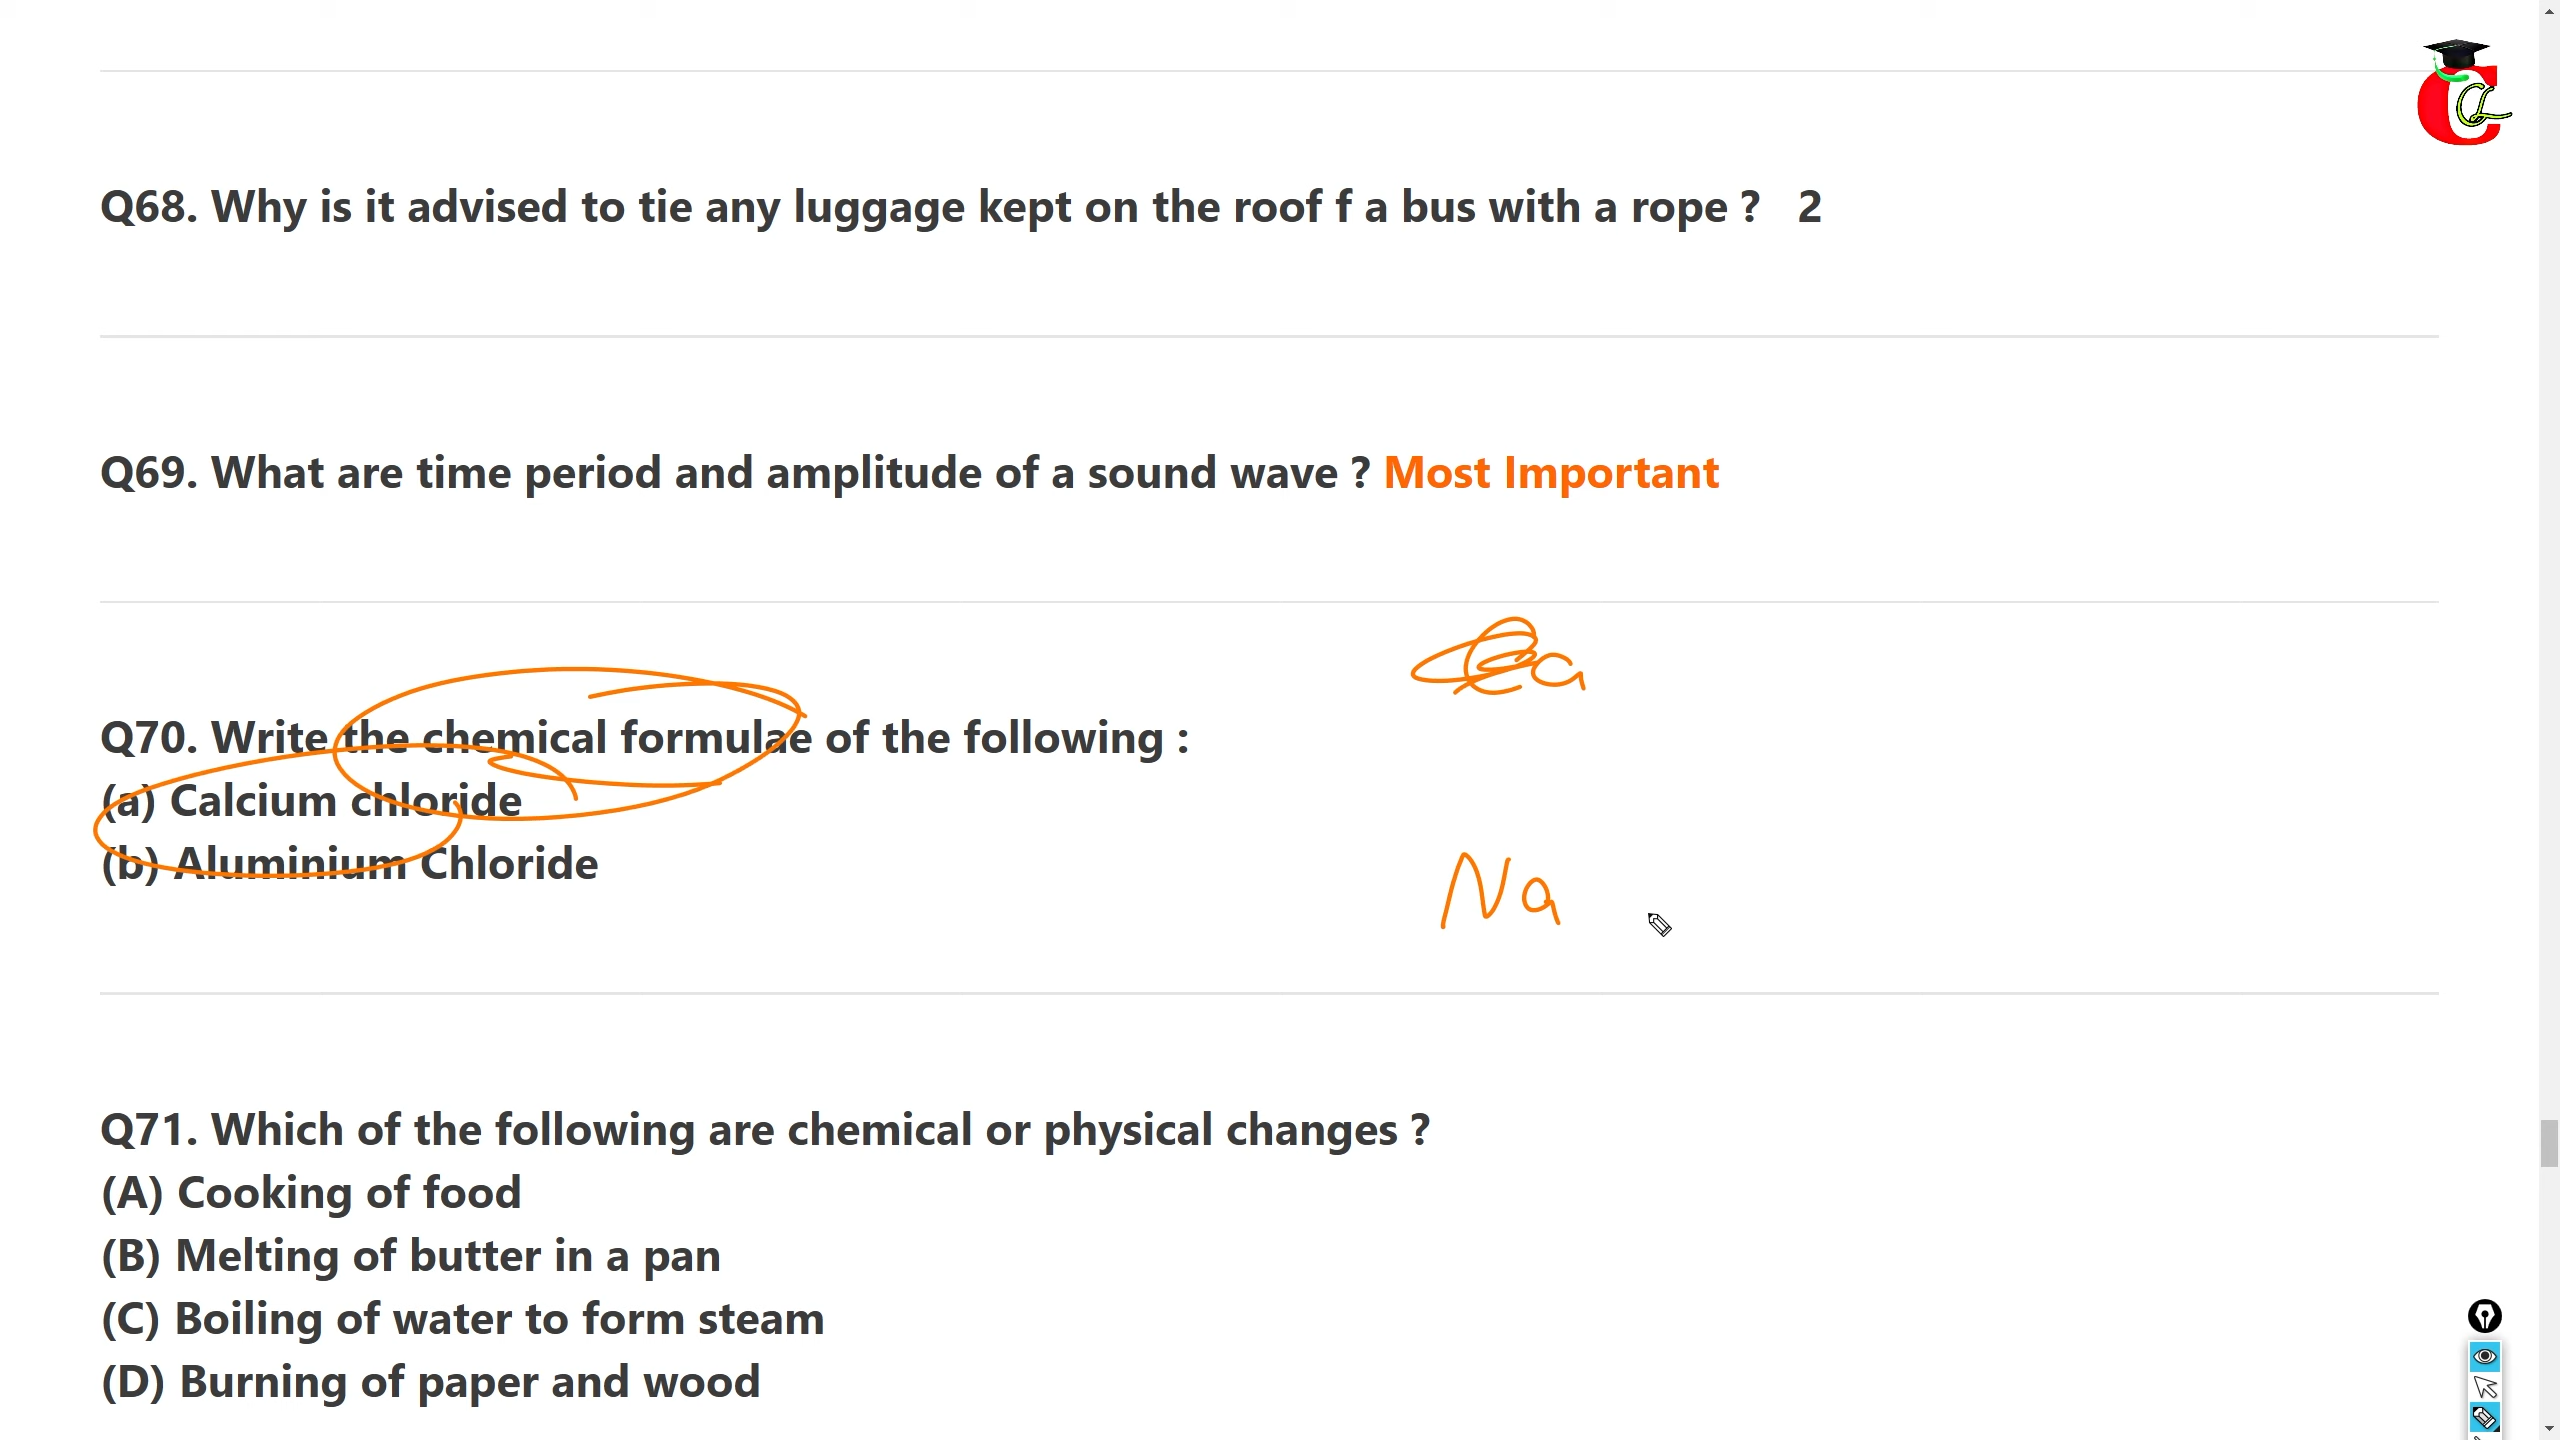 Q68. Why is it advised to tie any luggage kept on the roof f a bus with a rope ? 2
Q69. What are time period and amplitude of a sound wave ? Most Important
Q70. Write the chemical formulae of the following :
(a) Calcium chloride
(b) Aluminium Chloride
Na
Q71. Which of the following are chemical or physical changes ?
(A) Cooking of food
(B) Melting of butter in a pan
(C) Boiling of water to form steam
(D) Burning of paper and wood